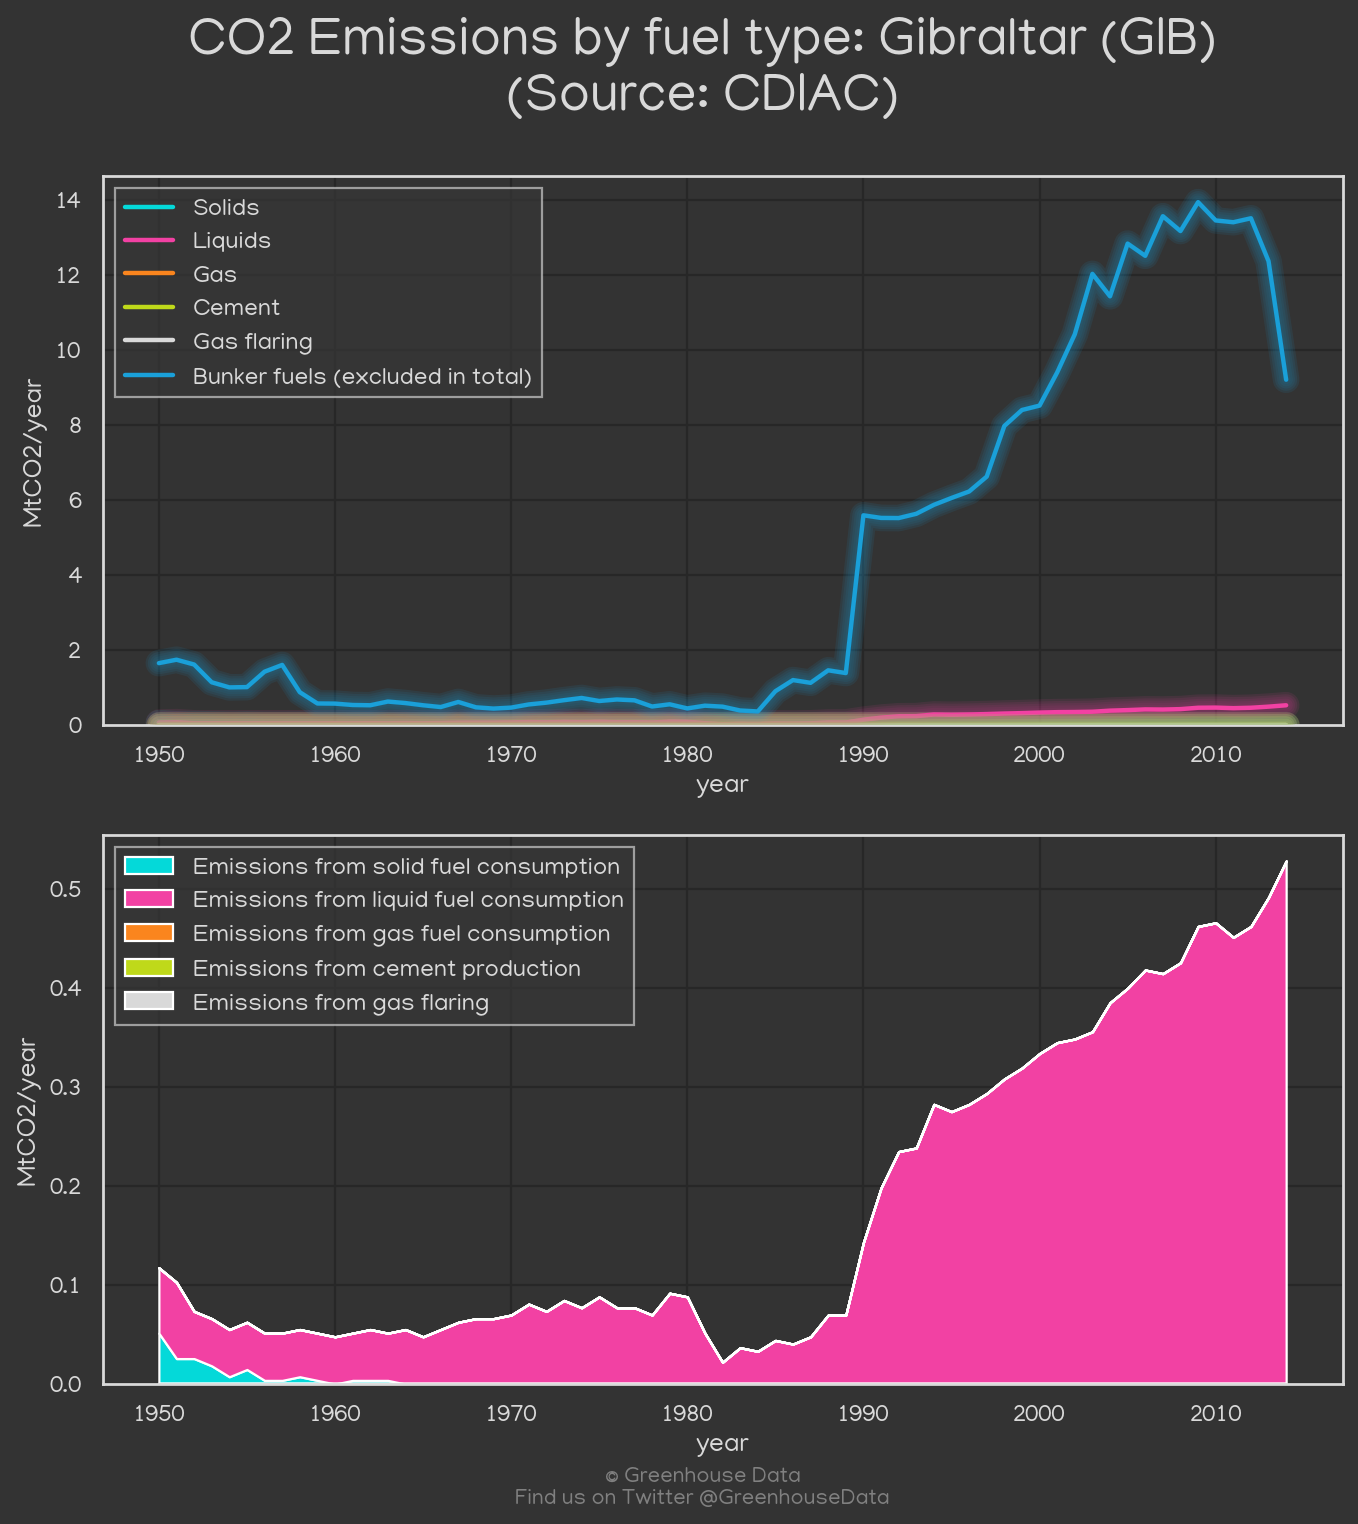 CO2 Emissions by fuel type: Gibraltar (GIB)
(Source: CDIAC)
14
12
10
8
6
4
2
0
MtCO2/year
Solids
Liquids
Gas
Cement
Gas flaring
Bunker fuels (excluded in total)
1950 1960 1970 1980 1990 2000 2010
year
0.5
0.4
0.3
0.2
0.1
0.0
MtCO2/year
Emissions from solid fuel consumption
Emissions from liquid fuel consumption
Emissions from gas fuel consumption
Emissions from cement production
Emissions from gas flaring
1950 1960 1970 1980 1990 2000 2010
year
© Greenhouse Data
Find us on Twitter @GreenhouseData